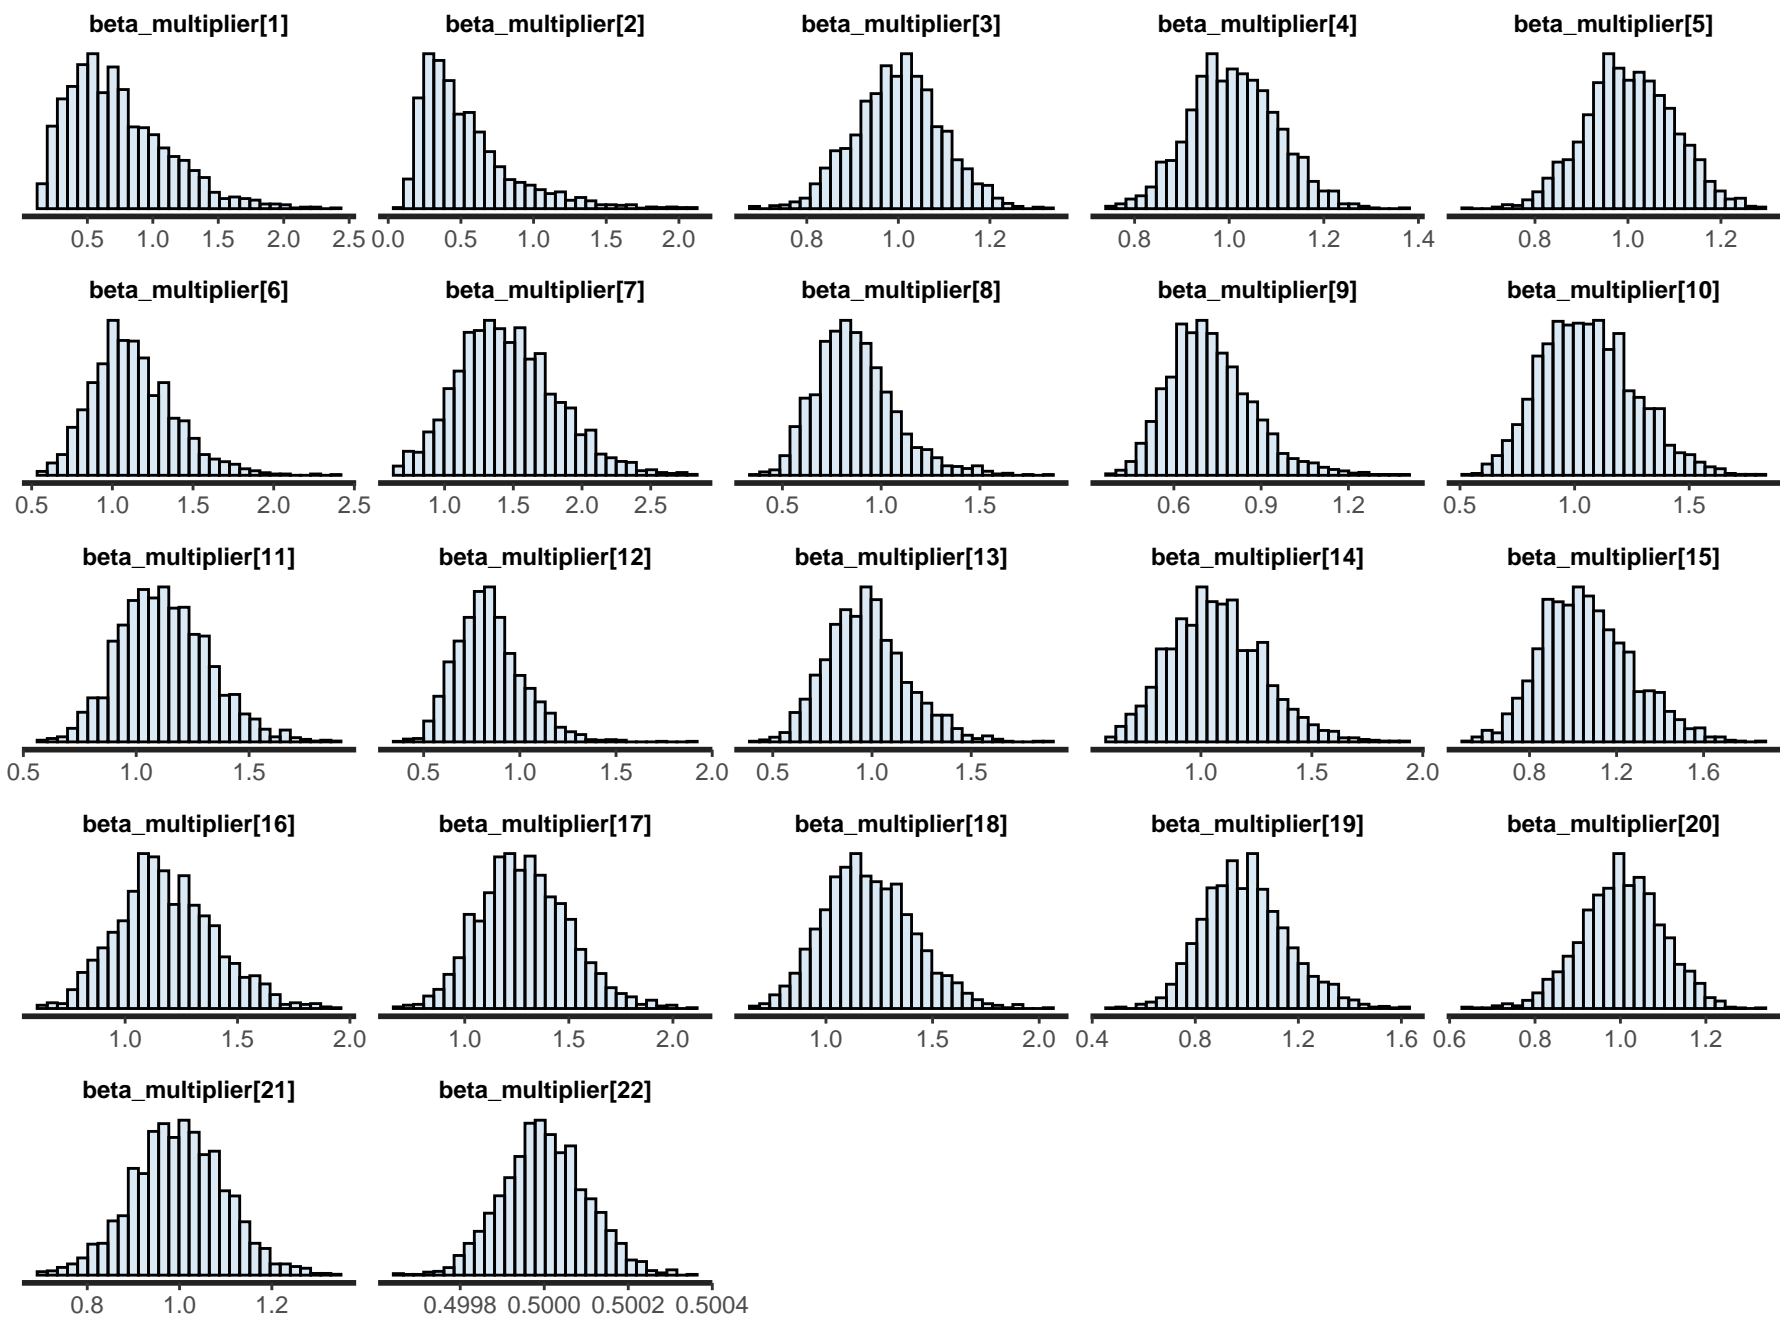 beta_multiplier[1] beta_multiplier[2] beta_multiplier[3] beta_multiplier[4] beta_multiplier[5]
0.5 1.0 1.5 2.0 2.5 0.0 0.5 1.0 1.5 2.0 0.8 1.0 1.2 0.8 1.0 1.2 1.4 0.8 1.0 1.2
beta_multiplier[6] beta_multiplier[7] beta_multiplier[8] beta_multiplier[9] beta_multiplier[10]
0.5 1.0 1.5 2.0 2.5 1.0 1.5 2.0 2.5 0.5 1.0 1.5 0.6 0.9 1.2 0.5 1.0 1.5
beta_multiplier[11] beta_multiplier[12] beta_multiplier[13] beta_multiplier[14] beta_multiplier[15]
0.5 1.0 1.5 0.5 1.0 1.5 2.0 0.5 1.0 1.5 1.0 1.5 2.0 0.8 1.2 1.6
beta_multiplier[16] beta_multiplier[17] beta_multiplier[18] beta_multiplier[19] beta_multiplier[20]
1.0 1.5 2.0 1.0 1.5 2.0 1.0 1.5 2.0 0.4 0.8 1.2 1.6 0.6 0.8 1.0 1.2
beta_multiplier[21] beta_multiplier[22]
0.8 1.0 1.2 0.4998 0.5000 0.5002 0.5004